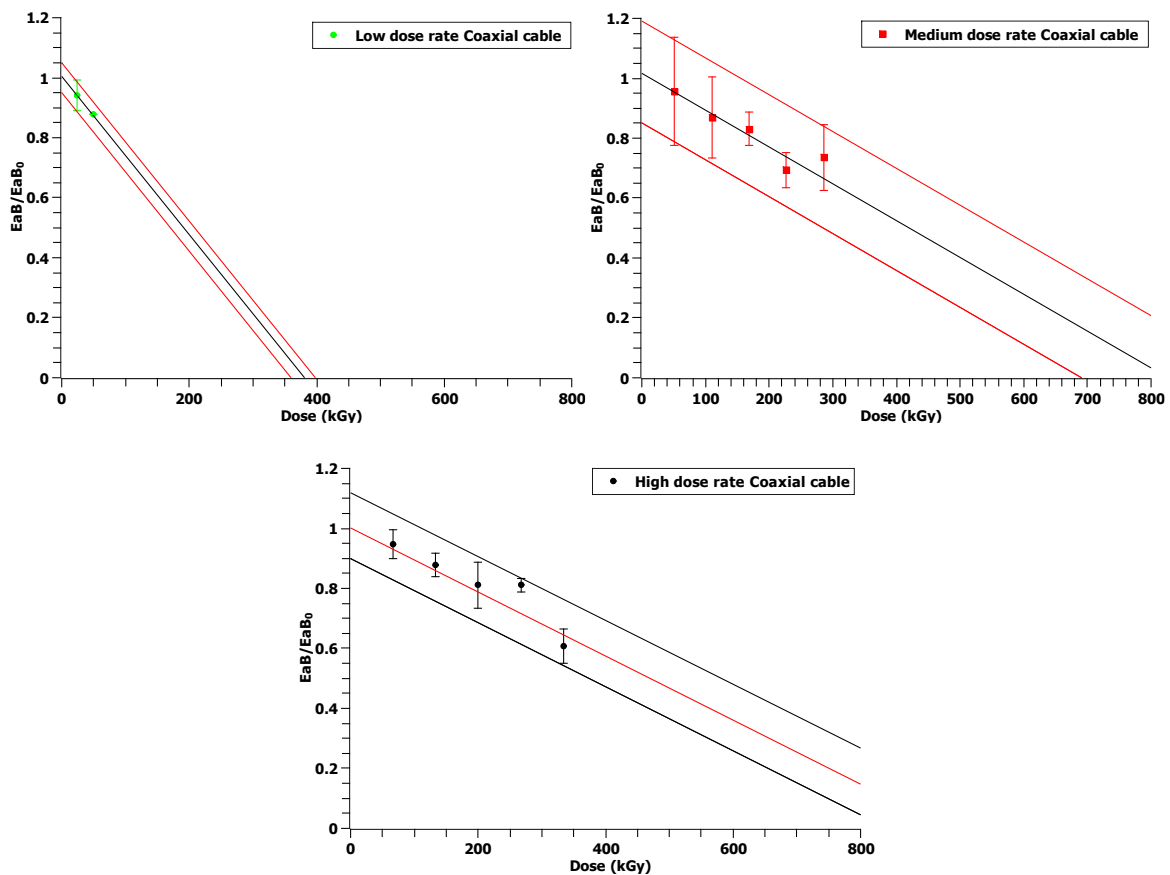 1.2
Low dose rate Coaxial cable
1
0.8
0.6
0.4
0.2
0
EaB/EaB₀
0 200 400 600 800
Dose (kGy)
1.2
Medium dose rate Coaxial cable
1
0.8
0.6
0.4
0.2
0
EaB/EaB₀
0 100 200 300 400 500 600 700 800
Dose (kGy)
1.2
High dose rate Coaxial cable
1
0.8
0.6
0.4
0.2
0
EaB/EaB₀
0 200 400 600 800
Dose (kGy)